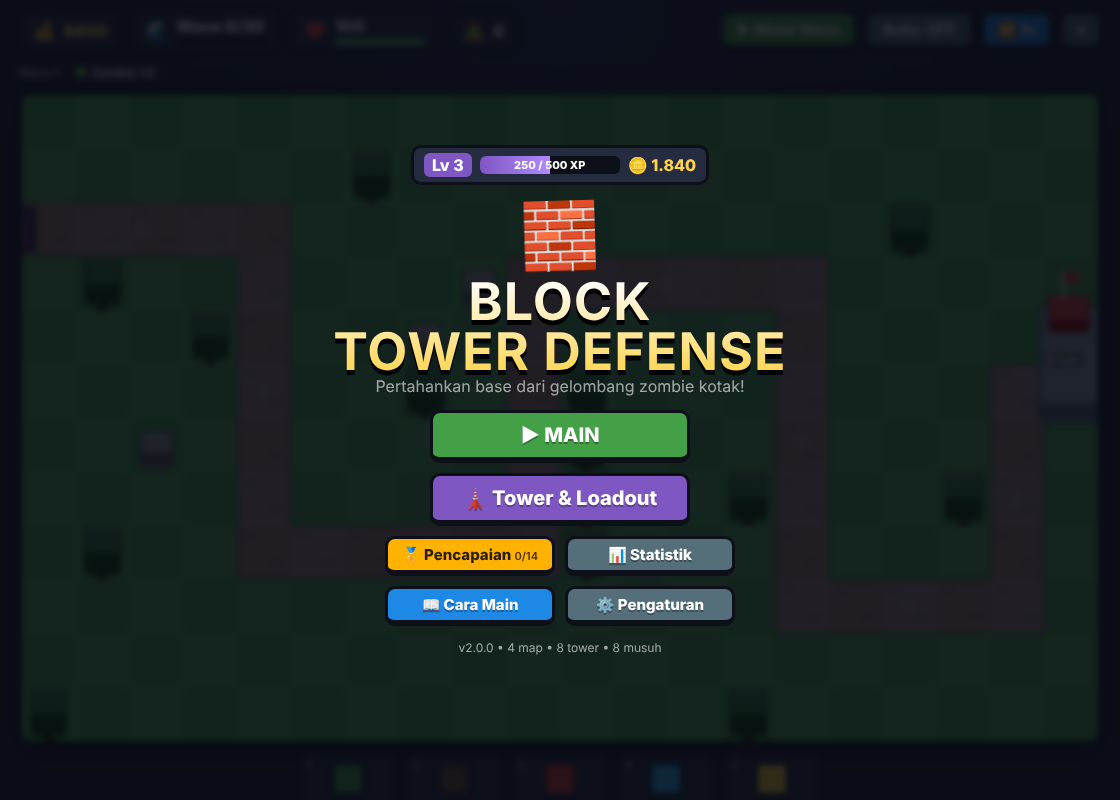 Lv 3 250 / 500 XP 1.840
BLOCK
TOWER DEFENSE
Pertahankan base dari gelombang zombie kotak!
▶ MAIN
Tower & Loadout
Pencapaian 0/14
Statistik
Cara Main
Pengaturan
v2.0.0 • 4 map • 8 tower • 8 musuh